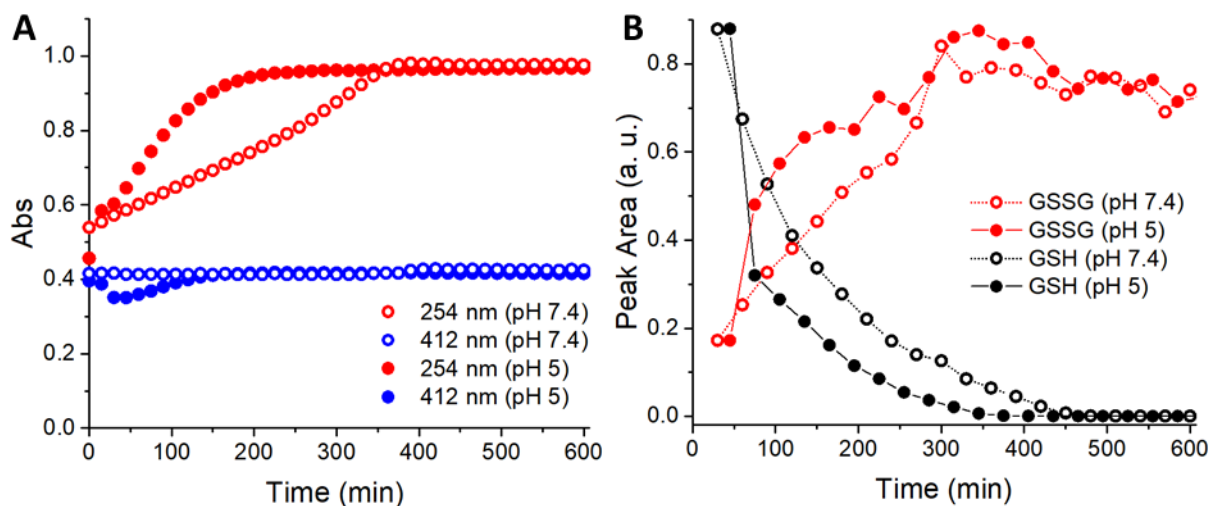 A
Abs
1.0
0.8
0.6
0.4
0.2
0.0
254 nm (pH 7.4)
412 nm (pH 7.4)
254 nm (pH 5)
412 nm (pH 5)
0 100 200 300 400 500 600
Time (min)
B
Peak Area (a. u.)
0.8
0.6
0.4
0.2
0.0
GSSG (pH 7.4)
GSSG (pH 5)
GSH (pH 7.4)
GSH (pH 5)
0 100 200 300 400 500 600
Time (min)